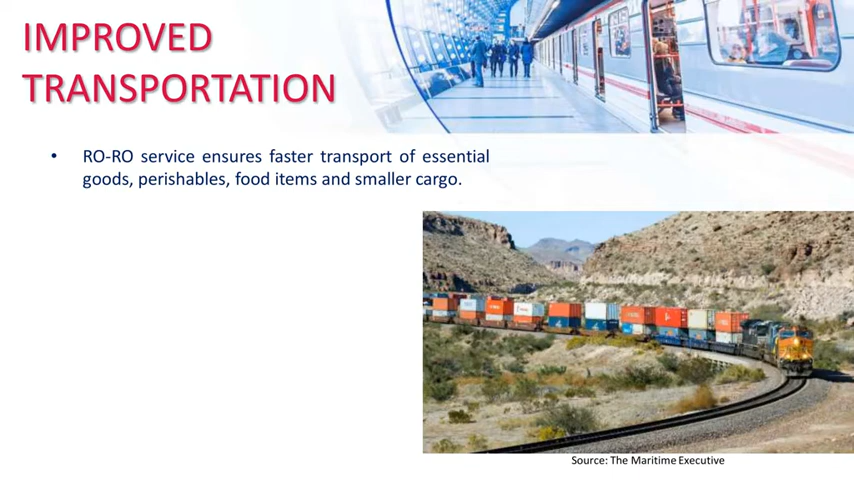 IMPROVED
TRANSPORTATION
• RO-RO service ensures faster transport of essential
goods, perishables, food items and smaller cargo.
Source: The Maritime Executive